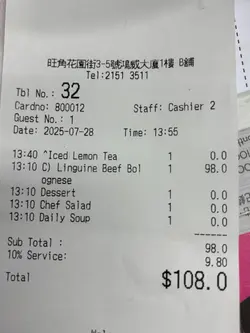 旺角花園街3-5號鴻威大廈1樓 B舖
Tel:2151 3511
Tbl No.: 32
Cardno: 800012 Staff: Cashier 2
Guest No.: 1
Date: 2025-07-28 Time: 13:55
13:40 ^Iced Lemon Tea 1 0.0
13:10 C) Linguine Beef Bol 1 98.0
ognese
13:10 Dessert 1 0.0
13:10 Chef Salad 1 0.0
13:10 Daily Soup 1 0.0
Sub Total : 98.0
10% Service: 9.80
Total $108.0